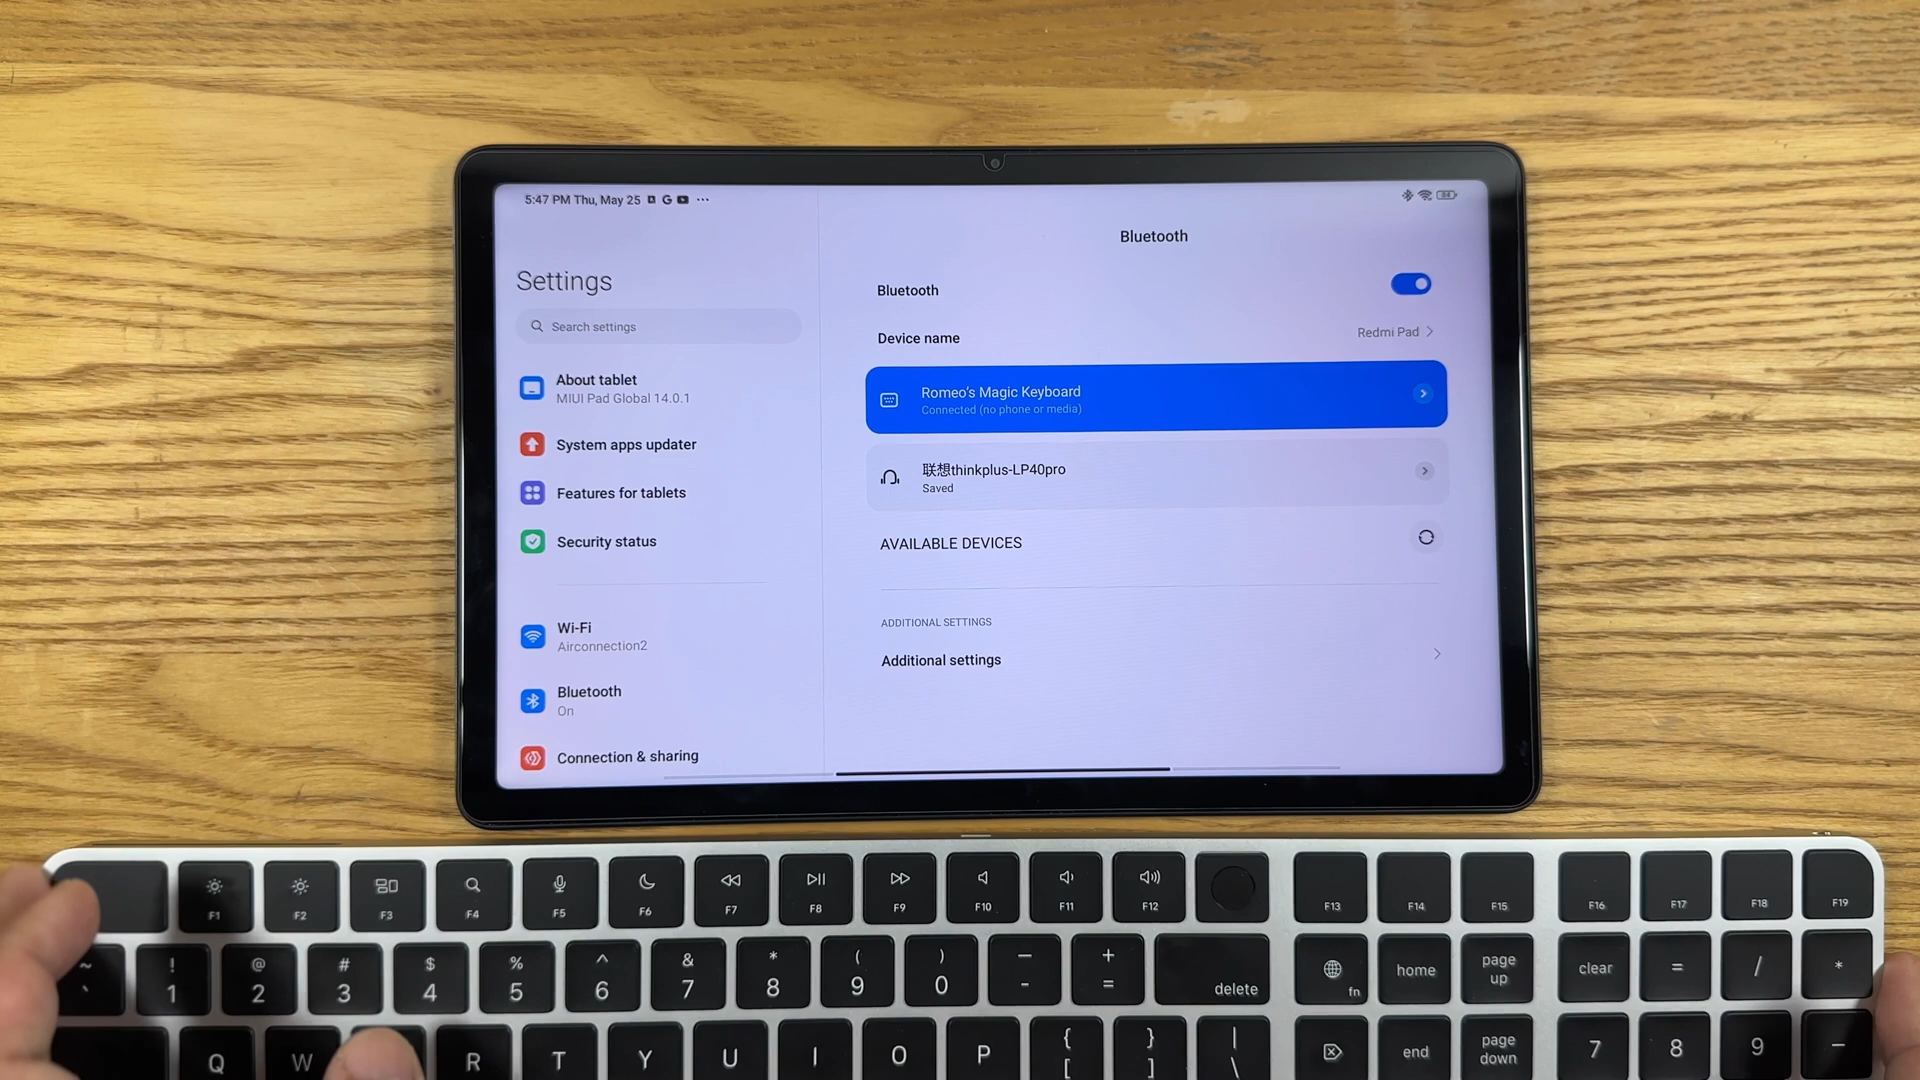 5:47 PM Thu, May 25
84
Settings
Search settings
About tablet
MIUI Pad Global 14.0.1
System apps updater
Features for tablets
Security status
Wi-Fi
Airconnection2
Bluetooth
On
Connection & sharing
Bluetooth
Bluetooth
Device name
Redmi Pad
Romeo's Magic Keyboard
Connected (no phone or media)
联想thinkplus-LP40pro
Saved
AVAILABLE DEVICES
ADDITIONAL SETTINGS
Additional settings
F1 F2 F3 F4 F5 F6 F7 F8 F9 F10 F11 F12 F13 F14 F15 F16 F17 F18 F19
~ ! @ # $ % ^ & * ( ) — +
` 1 2 3 4 5 6 7 8 9 0 - = delete fn home page up clear = / *
Q W R T Y U I O P { [ } ] | \ end page down 7 8 9 −